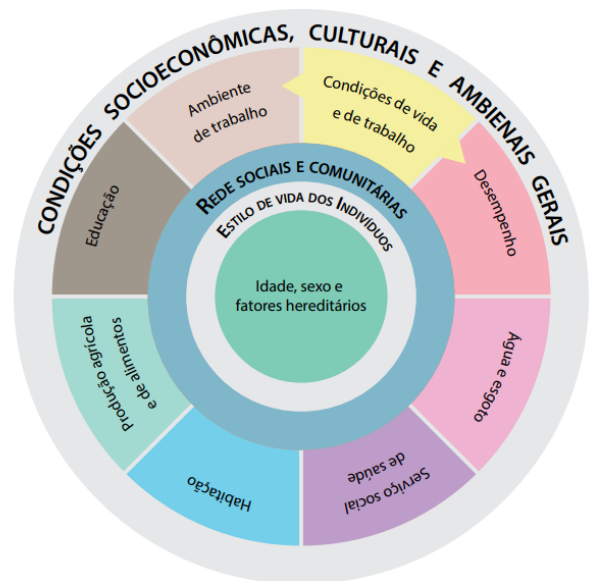 CONDIÇÕES SOCIOECONÔMICAS, CULTURAIS E AMBIENAIS GERAIS
Ambiente
de trabalho
Condições de vida
e de trabalho
Desempenho
Água e esgoto
Serviço social
de saúde
Habitação
Produção agrícola
e de alimentos
Educação
REDE SOCIAIS E COMUNITÁRIAS
ESTILO DE VIDA DOS INDIVÍDUOS
Idade, sexo e
fatores hereditários